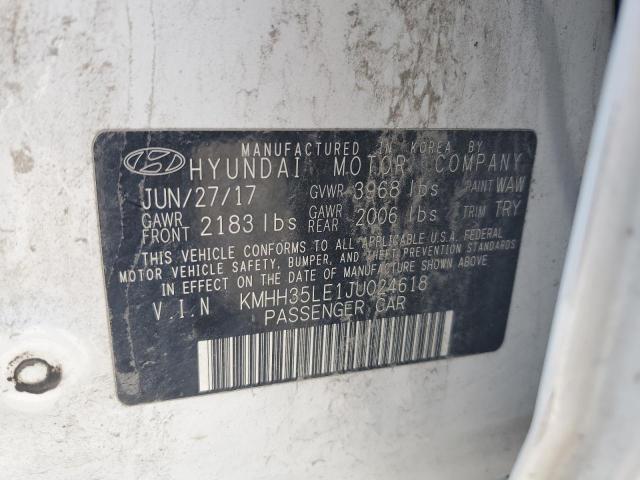 MANUFACTURED IN KOREA BY
HYUNDAI MOTOR COMPANY
JUN/27/17 GVWR 3968 lbs PAINT WAW
GAWR FRONT 2183 lbs GAWR REAR 2006 lbs TRIM TRY
THIS VEHICLE CONFORMS TO ALL APPLICABLE U.S.A. FEDERAL
MOTOR VEHICLE SAFETY, BUMPER, AND THEFT PREVENTION STANDARDS
IN EFFECT ON THE DATE OF MANUFACTURE SHOWN ABOVE
V.I.N KMHH35LE1JU024618
PASSENGER CAR